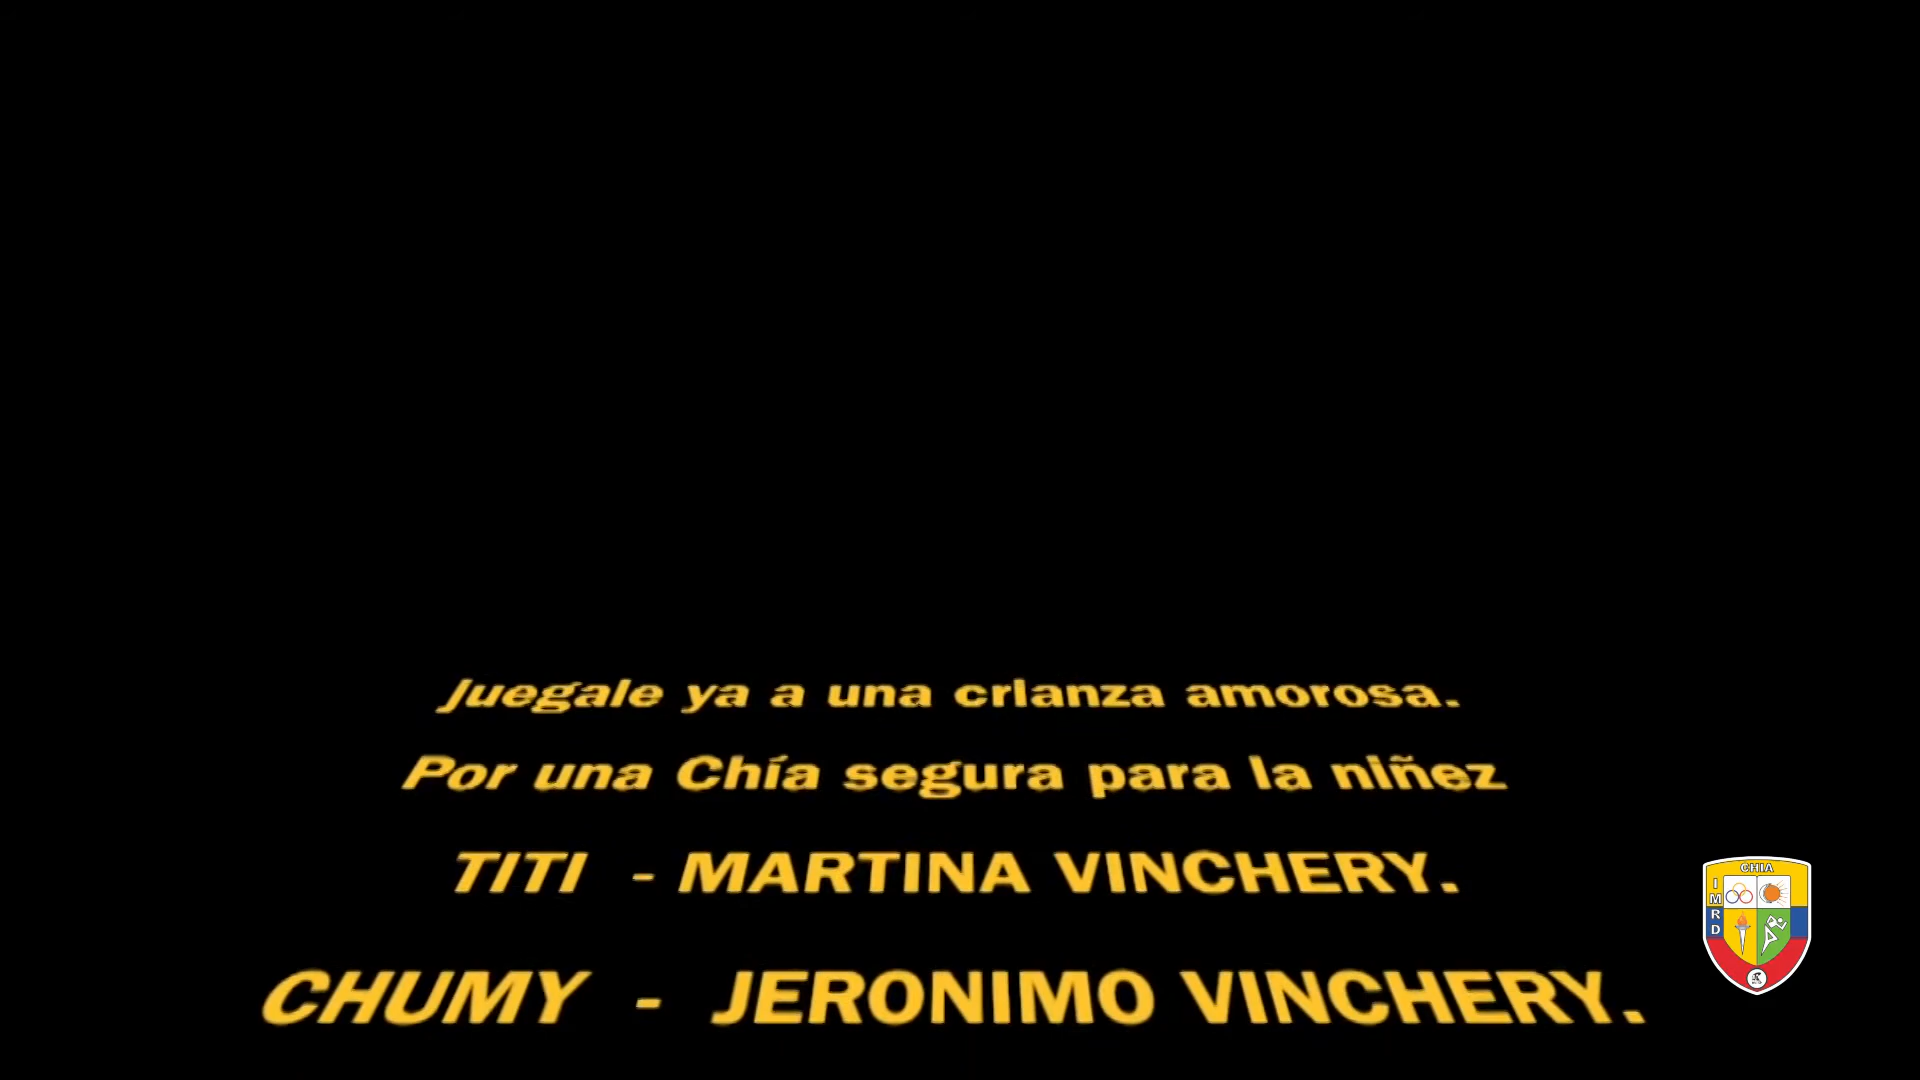 Juegale ya a una crianza amorosa.
Por una Chía segura para la niñez
TITI - MARTINA VINCHERY.
CHUMY - JERONIMO VINCHERY.
CHIA
IMRD